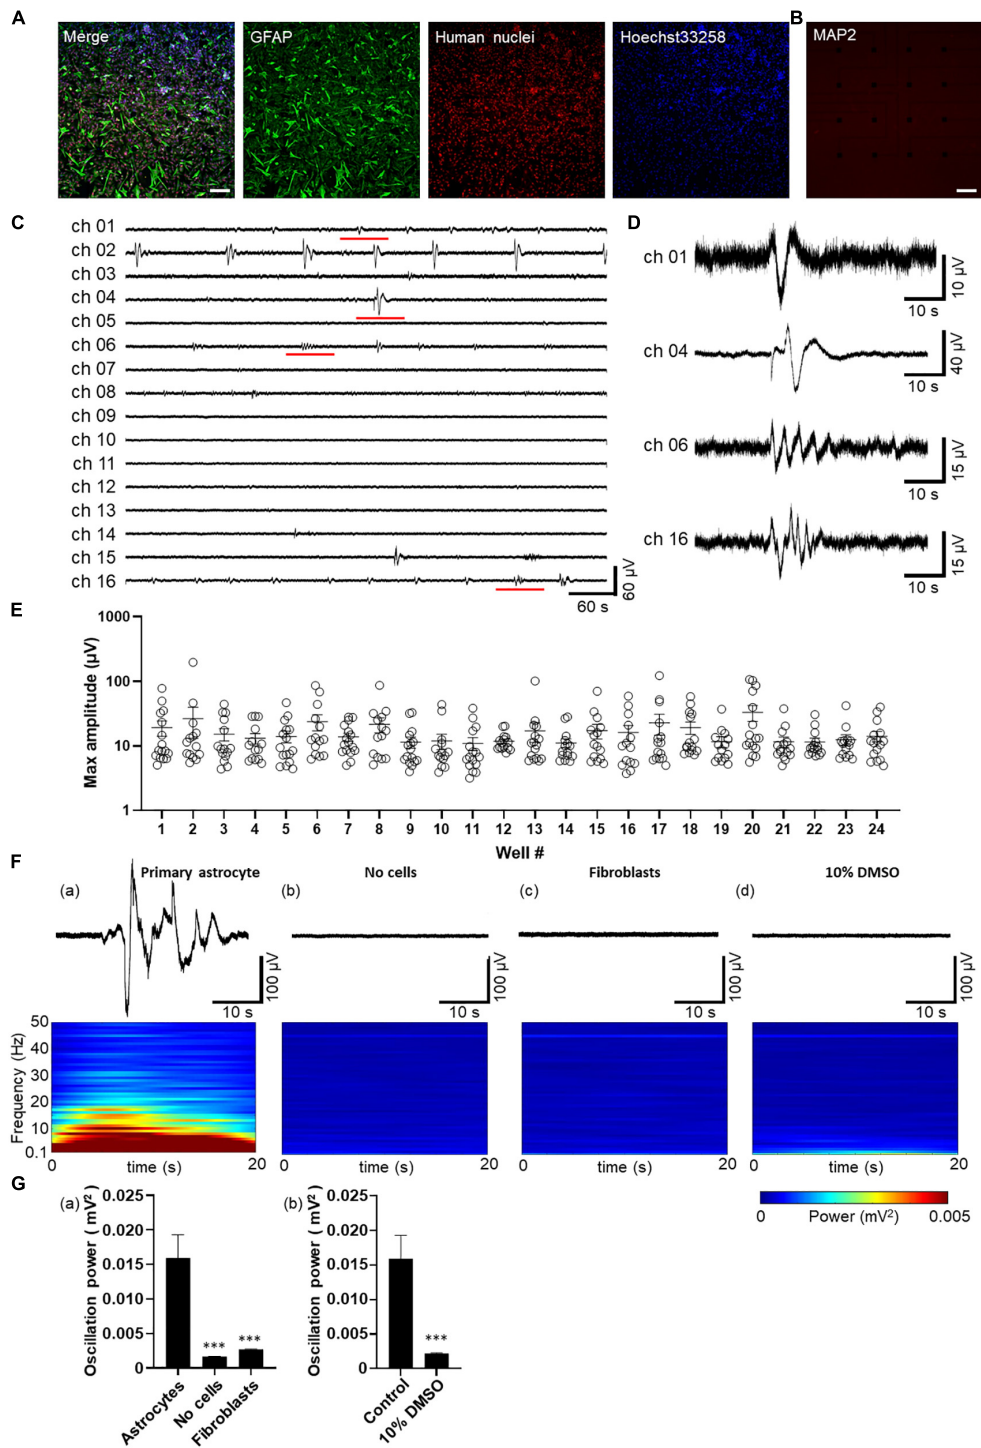 A
Merge
GFAP
Human nuclei
Hoechst33258
B
MAP2
C
ch 01
ch 02
ch 03
ch 04
ch 05
ch 06
ch 07
ch 08
ch 09
ch 10
ch 11
ch 12
ch 13
ch 14
ch 15
ch 16
60 μV
60 s
D
ch 01
10 μV
10 s
ch 04
40 μV
10 s
ch 06
15 μV
10 s
ch 16
15 μV
10 s
E
Max amplitude (μV)
1000
100
10
1
1 2 3 4 5 6 7 8 9 10 11 12 13 14 15 16 17 18 19 20 21 22 23 24
Well #
F
(a) Primary astrocyte
100 μV
10 s
(b) No cells
100 μV
10 s
(c) Fibroblasts
100 μV
10 s
(d) 10% DMSO
100 μV
10 s
Frequency (Hz)
50
40
30
20
10
0.1
0 time (s) 20
0 time (s) 20
0 time (s) 20
0 time (s) 20
0 Power (mV²) 0.005
G
(a)
Oscillation power ( mV²)
0.025
0.020
0.015
0.010
0.005
0
***
***
Astrocytes
No cells
Fibroblasts
(b)
Oscillation power ( mV²)
0.025
0.020
0.015
0.010
0.005
0
***
Control
10% DMSO